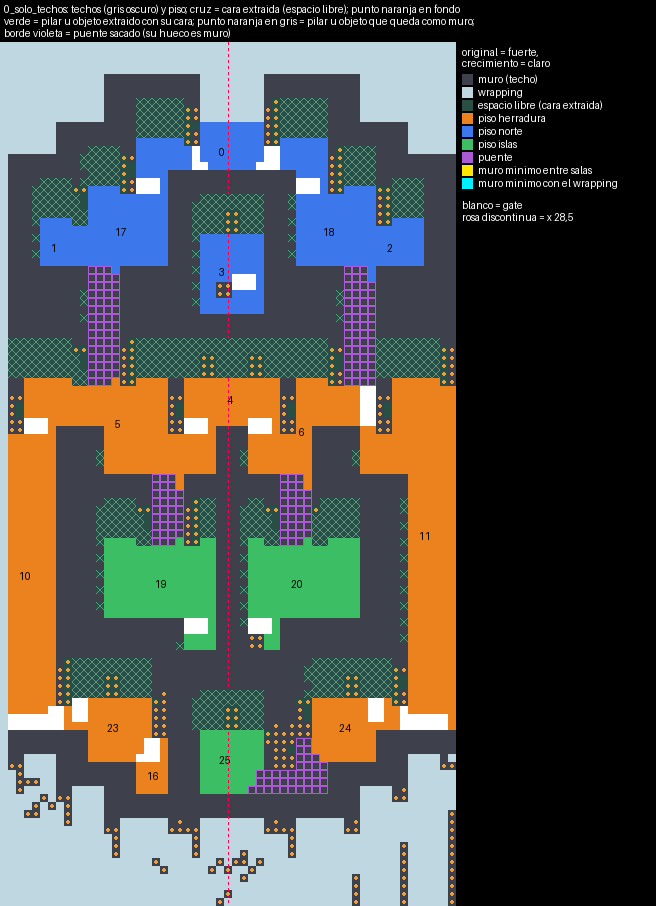 0_solo_techos: techos (gris oscuro) y piso; cruz = cara extraida (espacio libre); punto naranja en fondo
verde = pilar u objeto extraido con su cara; punto naranja en gris = pilar u objeto que queda como muro;
borde violeta = puente sacado (su hueco es muro)
original = fuerte,
crecimiento = claro
muro (techo)
wrapping
espacio libre (cara extraida)
piso herradura
piso norte
piso islas
puente
muro minimo entre salas
muro minimo con el wrapping
blanco = gate
rosa discontinua = x 28,5
0
17
18
1
2
3
4
5
6
11
10
19
20
23
24
25
16